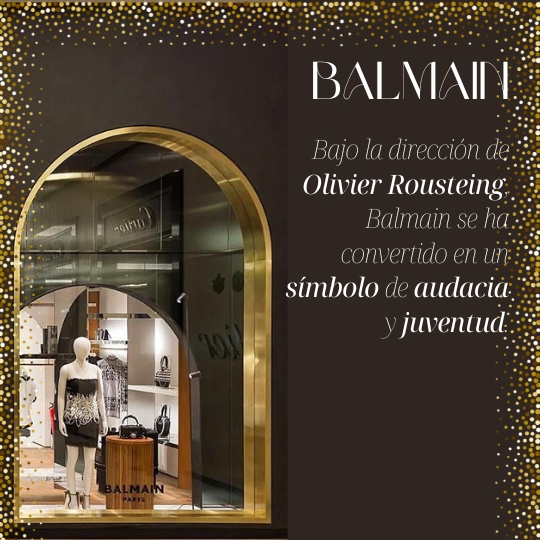 BALMAIN
Bajo la dirección de
Olivier Rousteing,
Balmain se ha
convertido en un
símbolo de audacia
y juventud.
Cartier
BALMAIN
PARIS